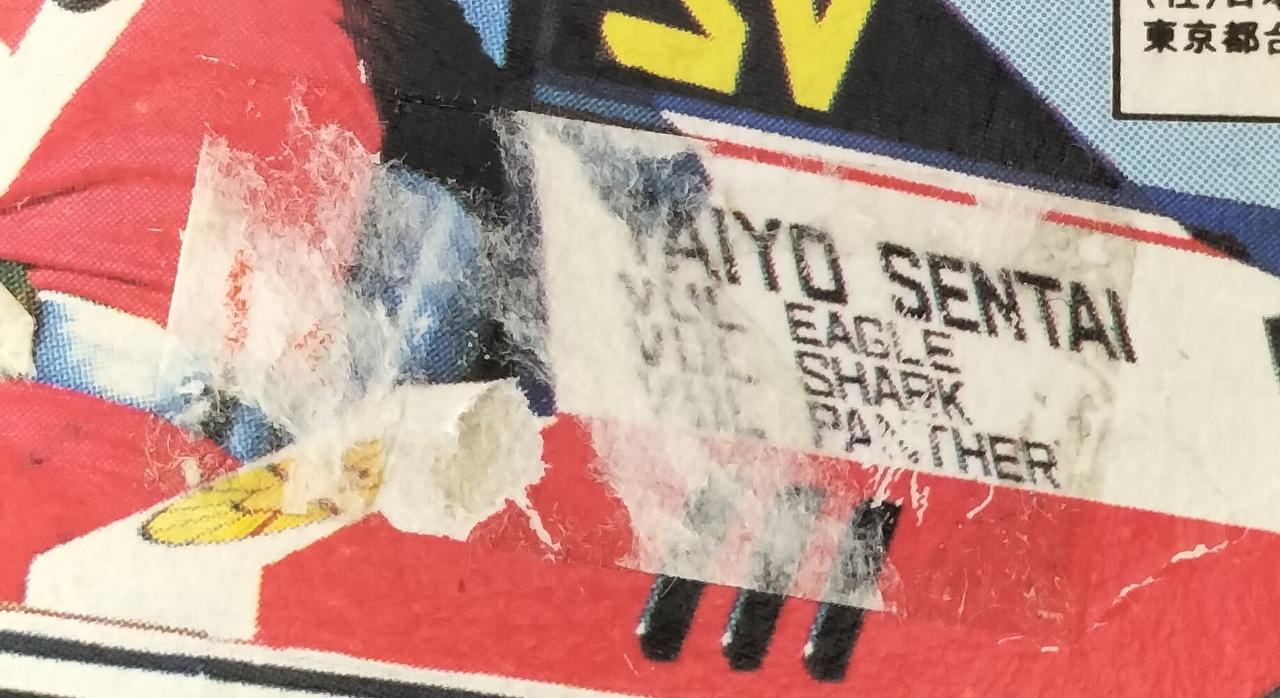 東京都台
TAIYO SENTAI
EAGLE
SHARK
PANTHER